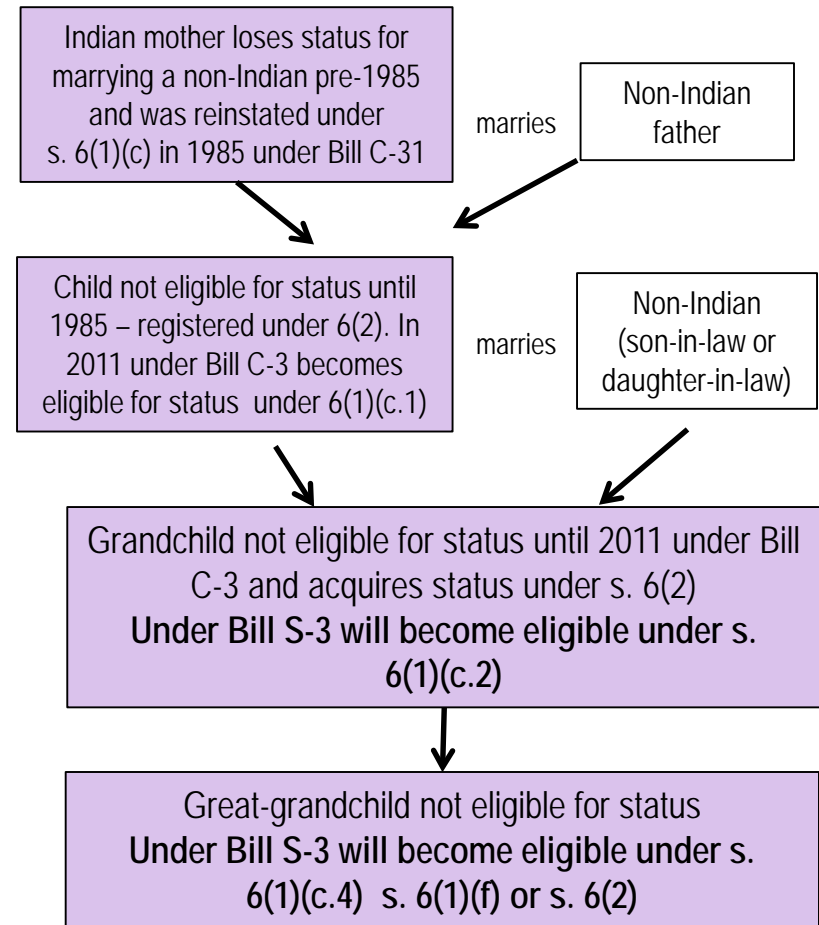 Indian mother loses status for
marrying a non-Indian pre-1985
and was reinstated under
s. 6(1)(c) in 1985 under Bill C-31
marries
Non-Indian
father
Child not eligible for status until
1985 – registered under 6(2). In
2011 under Bill C-3 becomes
eligible for status under 6(1)(c.1)
marries
Non-Indian
(son-in-law or
daughter-in-law)
Grandchild not eligible for status until 2011 under Bill
C-3 and acquires status under s. 6(2)
Under Bill S-3 will become eligible under s.
6(1)(c.2)
Great-grandchild not eligible for status
Under Bill S-3 will become eligible under s.
6(1)(c.4) s. 6(1)(f) or s. 6(2)